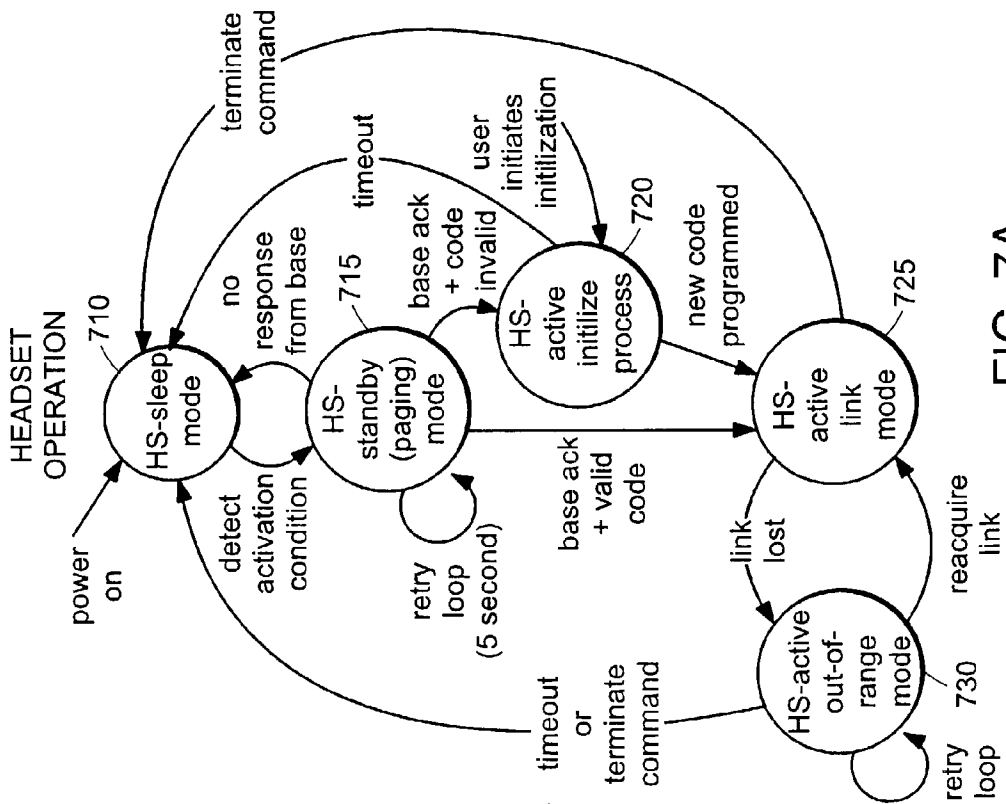 HEADSET
OPERATION
power
on
710
HS-sleep
mode
terminate
command
detect
activation
condition
no
response
from base
timeout
715
HS-
standby
(paging)
mode
retry
loop
(5 second)
base ack
+ code
invalid
user
initiates
initilization
720
HS-
active
initilize
process
base ack
+ valid
code
new code
programmed
timeout
or
terminate
command
725
HS-
active
link
mode
link
lost
reacquire
link
HS-active
out-of-
range
mode
730
retry
loop